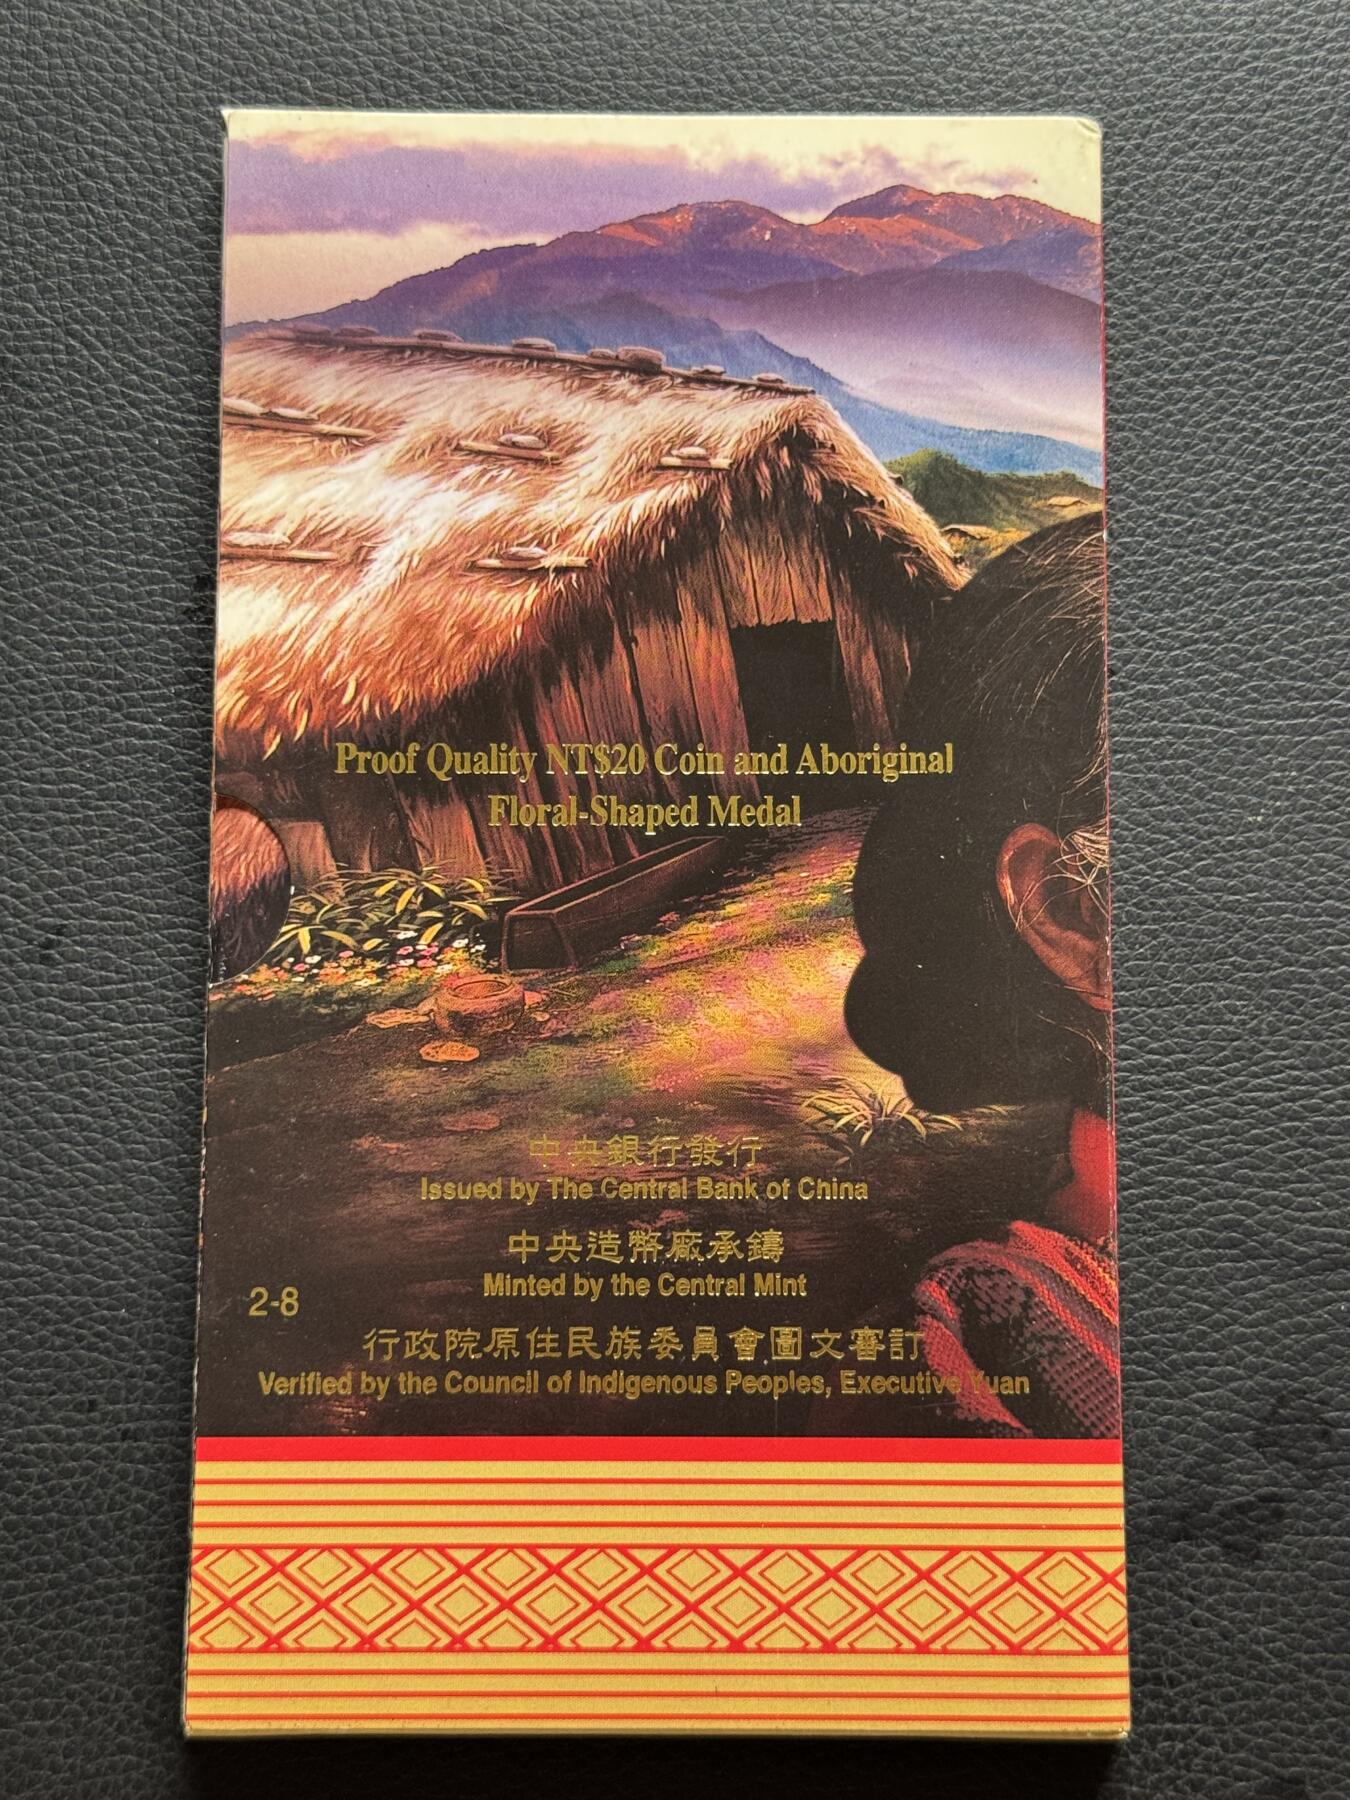 Proof Quality NT$20 Coin and Aboriginal
Floral-Shaped Medal
中央銀行發行
Issued by The Central Bank of China
中央造幣廠承鑄
Minted by the Central Mint
2-8
行政院原住民族委員會圖文審訂
Verified by the Council of Indigenous Peoples, Executive Yuan